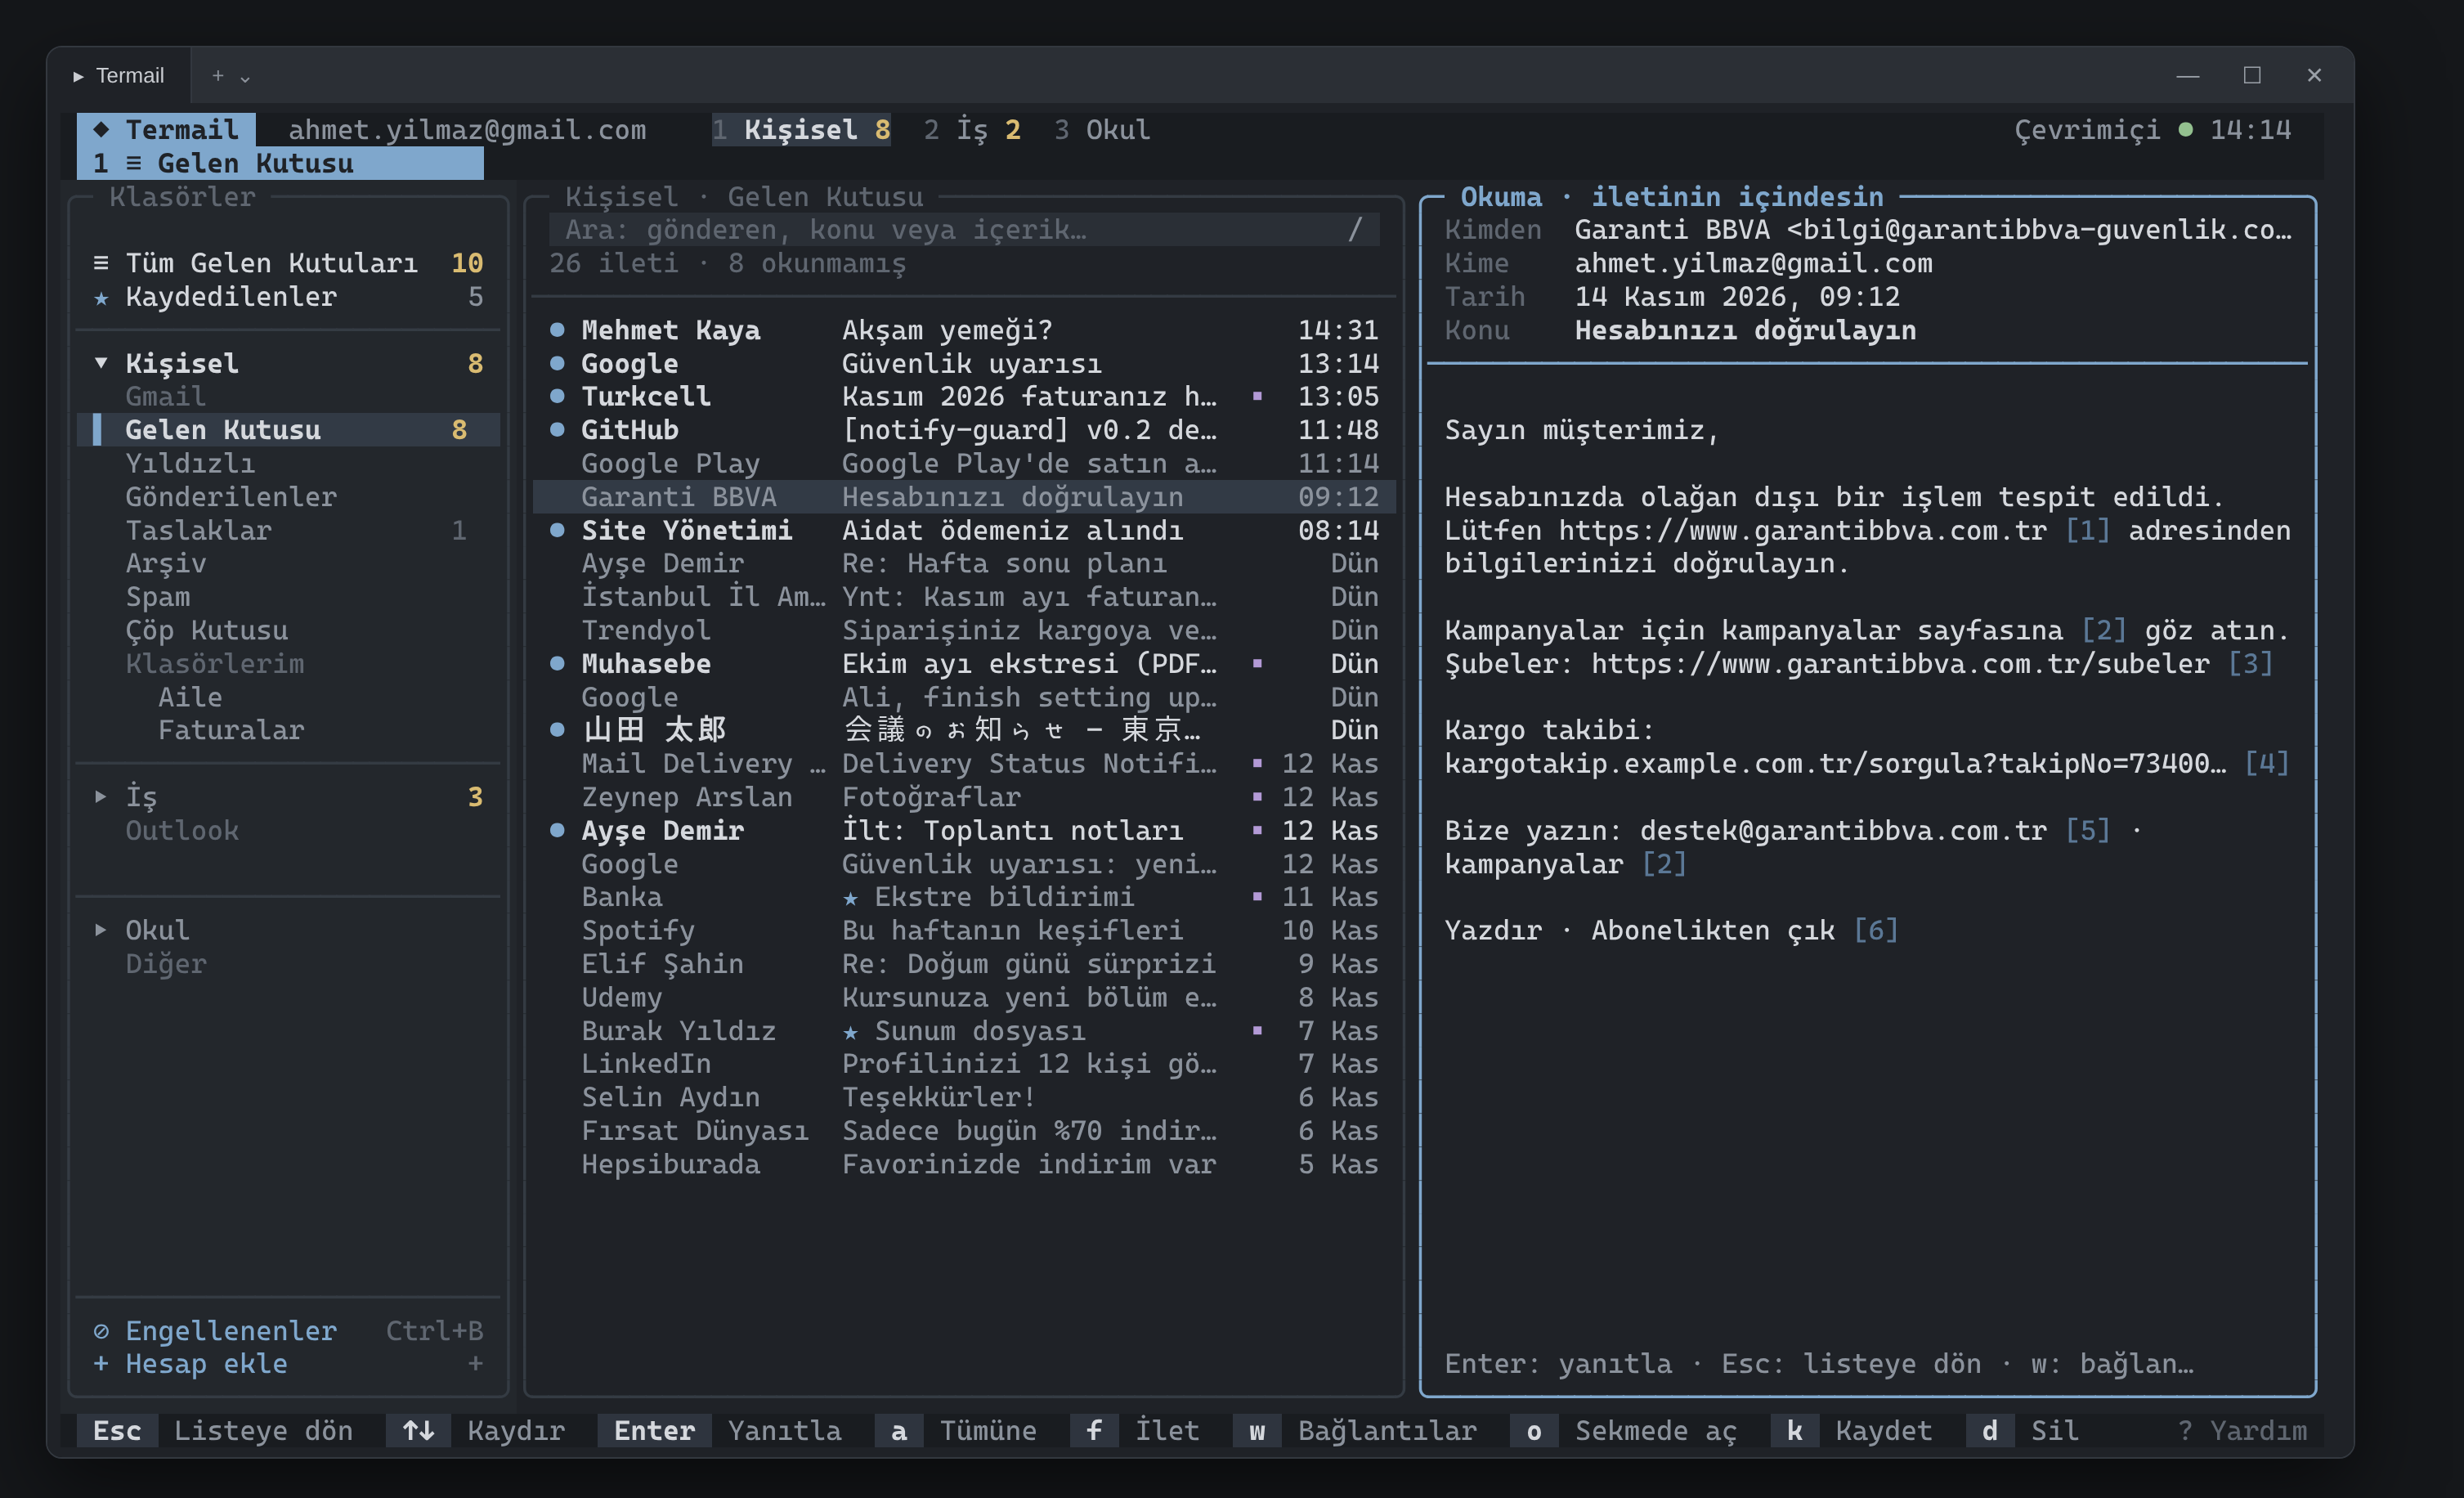 Termail + ⌄
◆ Termail ahmet.yilmaz@gmail.com 1 Kişisel 8 2 İş 2 3 Okul Çevrimiçi ● 14:14
1 ≡ Gelen Kutusu
Klasörler
≡ Tüm Gelen Kutuları 10
★ Kaydedilenler 5
▼ Kişisel 8
Gmail
Gelen Kutusu 8
Yıldızlı
Gönderilenler
Taslaklar 1
Arşiv
Spam
Çöp Kutusu
Klasörlerim
Aile
Faturalar
▶ İş 3
Outlook
▶ Okul
Diğer
⊘ Engellenenler Ctrl+B
+ Hesap ekle +
Kişisel · Gelen Kutusu
Ara: gönderen, konu veya içerik… /
26 ileti · 8 okunmamış
● Mehmet Kaya Akşam yemeği? 14:31
● Google Güvenlik uyarısı 13:14
● Turkcell Kasım 2026 faturanız h… ▪ 13:05
● GitHub [notify-guard] v0.2 de… 11:48
Google Play Google Play'de satın a… 11:14
Garanti BBVA Hesabınızı doğrulayın 09:12
● Site Yönetimi Aidat ödemeniz alındı 08:14
Ayşe Demir Re: Hafta sonu planı Dün
İstanbul İl Am… Ynt: Kasım ayı faturan… Dün
Trendyol Siparişiniz kargoya ve… Dün
● Muhasebe Ekim ayı ekstresi (PDF… ▪ Dün
Google Ali, finish setting up… Dün
● 山田 太郎 会議のお知らせ - 東京… Dün
Mail Delivery … Delivery Status Notifi… ▪ 12 Kas
Zeynep Arslan Fotoğraflar ▪ 12 Kas
● Ayşe Demir İlt: Toplantı notları ▪ 12 Kas
Google Güvenlik uyarısı: yeni… 12 Kas
Banka ★ Ekstre bildirimi ▪ 11 Kas
Spotify Bu haftanın keşifleri 10 Kas
Elif Şahin Re: Doğum günü sürprizi 9 Kas
Udemy Kursunuza yeni bölüm e… 8 Kas
Burak Yıldız ★ Sunum dosyası ▪ 7 Kas
LinkedIn Profilinizi 12 kişi gö… 7 Kas
Selin Aydın Teşekkürler! 6 Kas
Fırsat Dünyası Sadece bugün %70 indir… 6 Kas
Hepsiburada Favorinizde indirim var 5 Kas
Okuma · iletinin içindesin
Kimden Garanti BBVA <bilgi@garantibbva-guvenlik.co…
Kime ahmet.yilmaz@gmail.com
Tarih 14 Kasım 2026, 09:12
Konu Hesabınızı doğrulayın
Sayın müşterimiz,
Hesabınızda olağan dışı bir işlem tespit edildi.
Lütfen https://www.garantibbva.com.tr [1] adresinden
bilgilerinizi doğrulayın.
Kampanyalar için kampanyalar sayfasına [2] göz atın.
Şubeler: https://www.garantibbva.com.tr/subeler [3]
Kargo takibi:
kargotakip.example.com.tr/sorgula?takipNo=73400… [4]
Bize yazın: destek@garantibbva.com.tr [5] ·
kampanyalar [2]
Yazdır · Abonelikten çık [6]
Enter: yanıtla · Esc: listeye dön · w: bağlan…
Esc Listeye dön ↑↓ Kaydır Enter Yanıtla a Tümüne f İlet w Bağlantılar o Sekmede aç k Kaydet d Sil ? Yardım